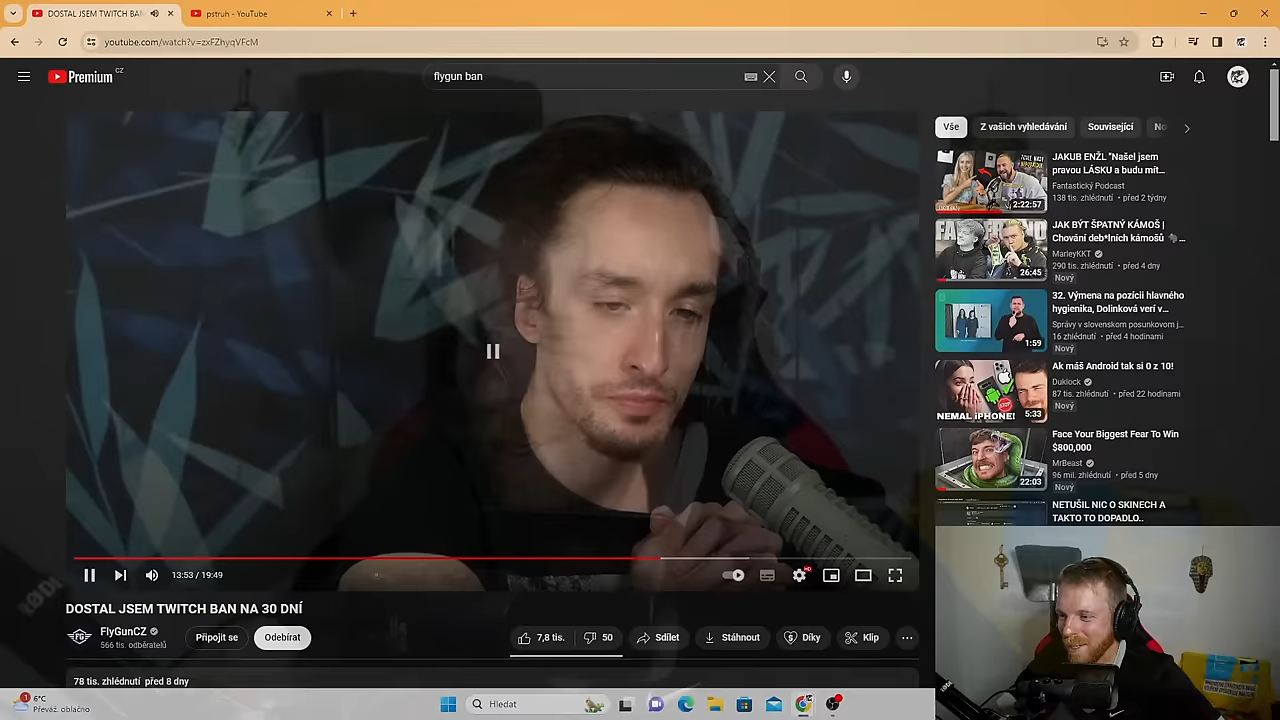 DOSTAL JSEM TWITCH BAN
pstruh - YouTube
youtube.com/watch?v=zxFZhyqVFcM
Premium CZ
flygun ban
Vše
Z vašich vyhledávání
Související
No
JAKUB ENŽL "Našel jsem
pravou LÁSKU a budu mít...
Fantastický Podcast
138 tis. zhlédnutí • před 2 týdny
2:22:57
JAK BÝT ŠPATNÝ KÁMOŠ |
Chování deb*lních kámošů
MarleyKKT
290 tis. zhlédnutí • před 4 dny
Nový
26:45
32. Výmena na pozícii hlavného
hygienika, Dolinková verí v...
Správy v slovenskom posunkovom j...
16 zhlédnutí • před 4 hodinami
Nový
1:59
Ak máš Android tak si 0 z 10!
Duklock
87 tis. zhlédnutí • před 22 hodinami
Nový
NEMAL iPHONE!
5:33
Face Your Biggest Fear To Win
$800,000
MrBeast
96 mil. zhlédnutí • před 5 dny
Nový
22:03
NETUŠIL NIC O SKINECH A
TAKTO TO DOPADLO..
13:53 / 19:49
HD
DOSTAL JSEM TWITCH BAN NA 30 DNÍ
FlyGunCZ
566 tis. odběratelů
Připojit se
Odebírat
7,8 tis.
50
Sdílet
Stáhnout
Díky
Klip
78 tis. zhlédnutí před 8 dny
1
6°C
Převáž. oblačno
Hledat